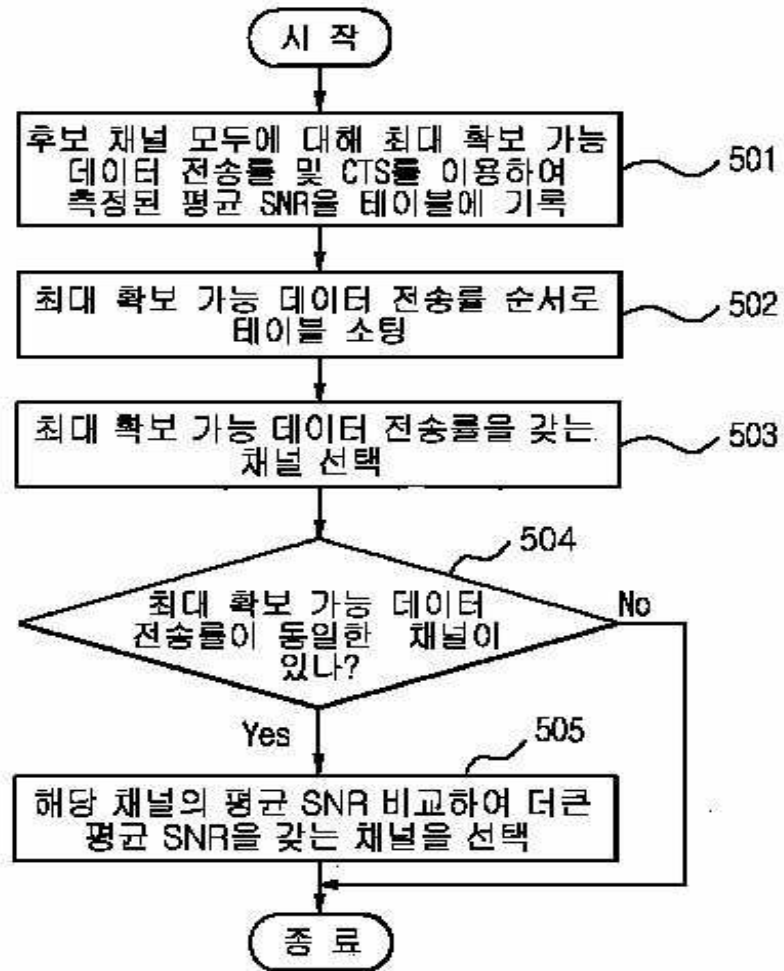 시 작
후보 채널 모두에 대해 최대 확보 가능
데이터 전송률 및 CTS를 이용하여
측정된 평균 SNR을 테이블에 기록
501
최대 확보 가능 데이터 전송률 순서로
테이블 소팅
502
최대 확보 가능 데이터 전송률을 갖는
채널 선택
503
504
최대 확보 가능 데이터
전송률이 동일한 채널이
있나?
No
Yes
505
해당 채널의 평균 SNR 비교하여 더큰
평균 SNR을 갖는 채널을 선택
종 료